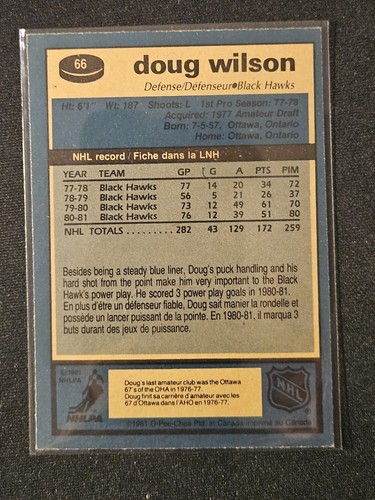 66
doug wilson
Defense/Défenseur•Black Hawks
Ht: 6'1" Wt: 187 Shoots: L 1st Pro Season: 77-78
Acquired: 1977 Amateur Draft
Born: 7-5-57, Ottawa, Ontario
Home: Ottawa, Ontario
NHL record / Fiche dans la LNH
YEAR TEAM GP G A PTS PIM
77-78 Black Hawks 77 14 20 34 72
78-79 Black Hawks 56 5 21 26 37
79-80 Black Hawks 73 12 49 61 70
80-81 Black Hawks 76 12 39 51 80
NHL TOTALS ......... 282 43 129 172 259
Besides being a steady blue liner, Doug's puck handling and his
hard shot from the point make him very important to the Black
Hawk's power play. He scored 3 power play goals in 1980-81.
En plus d'être un défenseur fiable, Doug sait manier la rondelle et
possède un lancer puissant de la pointe. En 1980-81, il marqua 3
buts durant des jeux de puissance.
© 1981
NHLPA
NHLPA
Doug's last amateur club was the Ottawa
67's of the OHA in 1976-77.
Doug finit sa carrière d'amateur avec les
67 d'Ottawa dans l'AHO en 1976-77.
NHL
©1981 O-Pee-Chee Ptd. in Canada imprimé au Canada